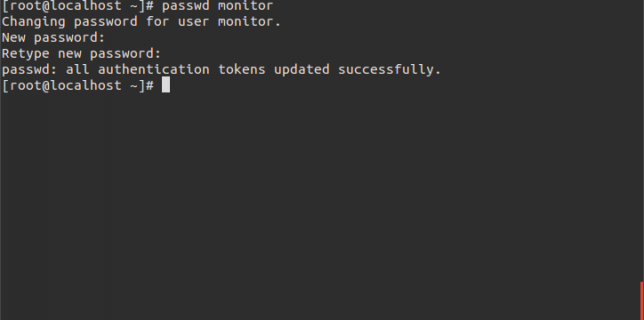 [root@localhost ~]# passwd monitor
Changing password for user monitor.
New password:
Retype new password:
passwd: all authentication tokens updated successfully.
[root@localhost ~]#